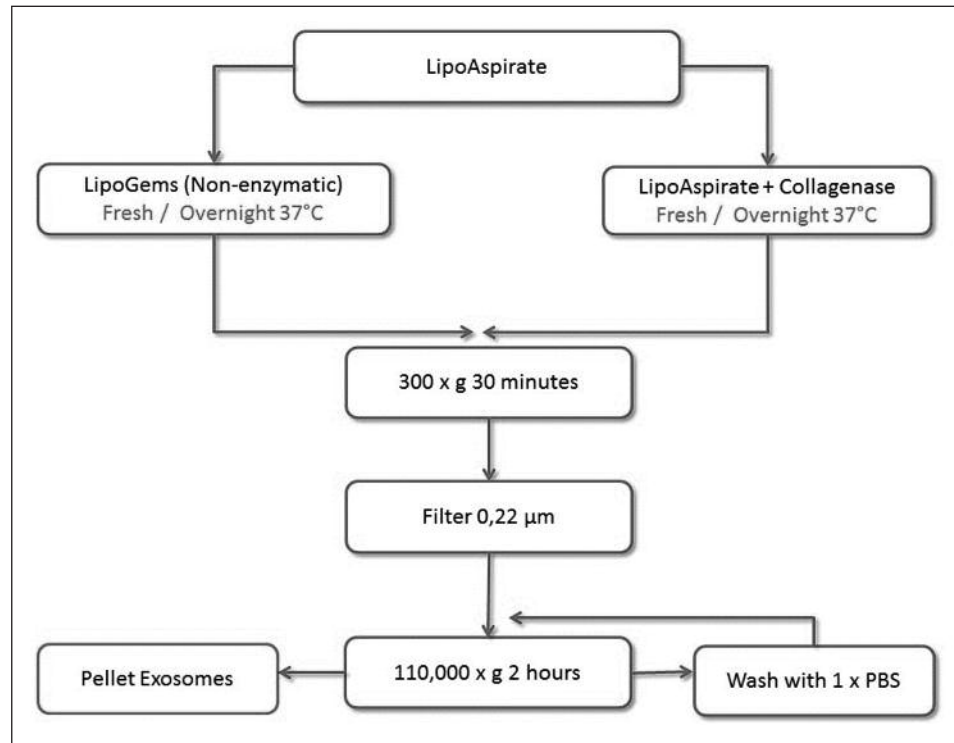 LipoAspirate
LipoGems (Non-enzymatic)
Fresh / Overnight 37°C
LipoAspirate + Collagenase
Fresh / Overnight 37°C
300 x g 30 minutes
Filter 0,22 µm
Pellet Exosomes
110,000 x g 2 hours
Wash with 1 x PBS